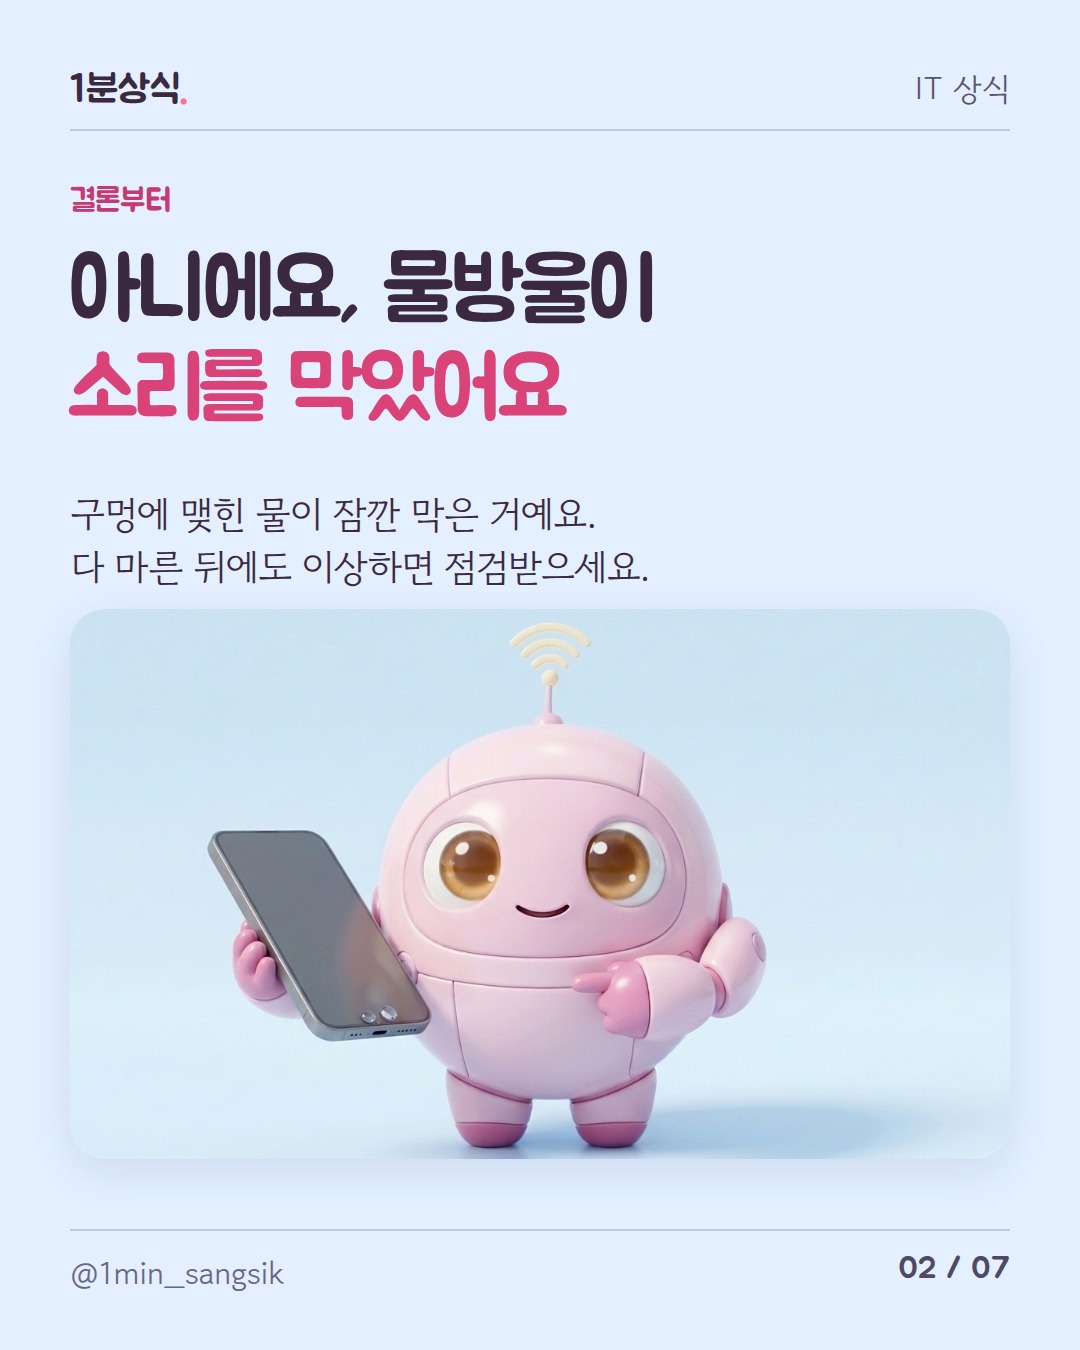 1분상식.
IT 상식
결론부터
아니에요, 물방울이
소리를 막았어요
구멍에 맺힌 물이 잠깐 막은 거예요.
다 마른 뒤에도 이상하면 점검받으세요.
@1min_sangsik
02 / 07